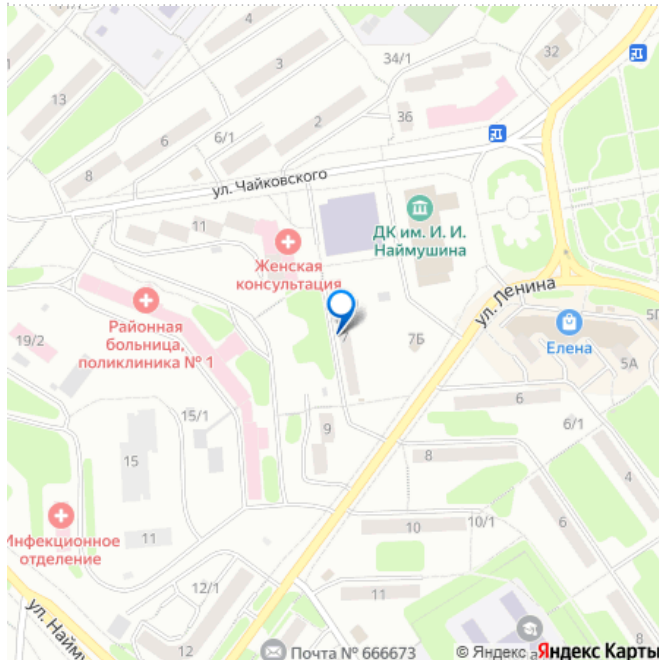 13
4
3
34/1
32
36
2
6/1
6
8
ул. Чайковского
11
Женская
консультация
ДК им. И. И.
Наймушина
ул. Ленина
Районная
больница,
поликлиника № 1
19/2
7
7Б
Елена
5А
6
6/1
15/1
9
15
8
4
Инфекционное
отделение
11
10
10/1
6
12/1
11
ул. Найму
12
Почта № 666673
© Яндекс
Яндекс Карты